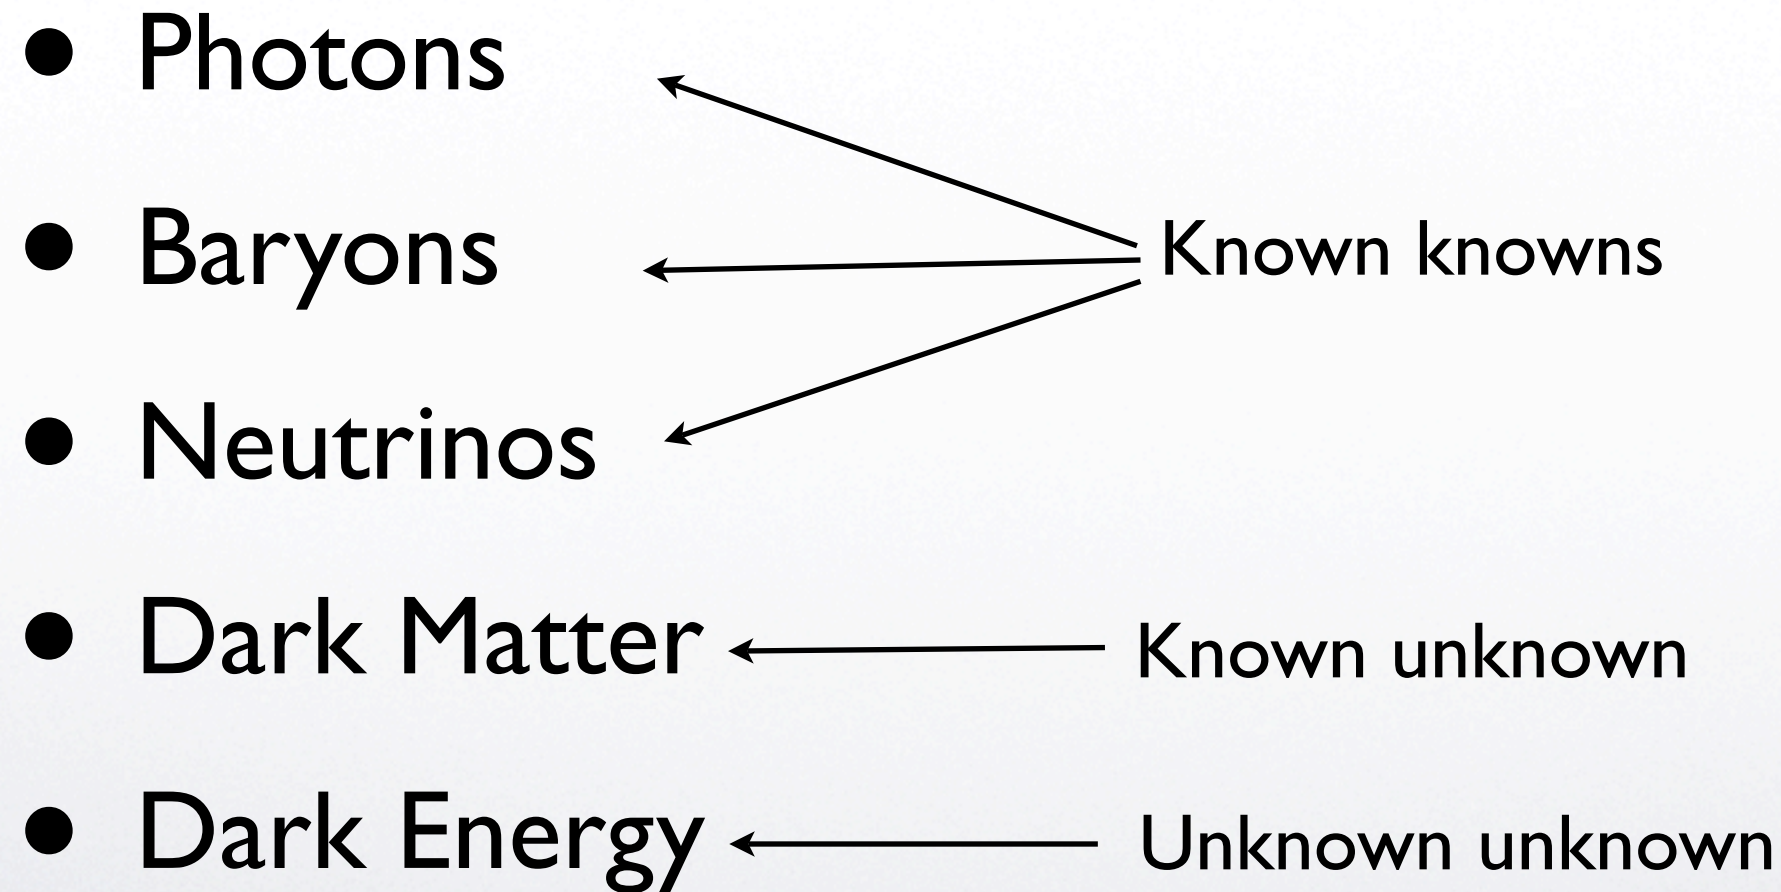 • Photons
• Baryons
Known knowns
• Neutrinos
• Dark Matter
Known unknown
• Dark Energy
Unknown unknown